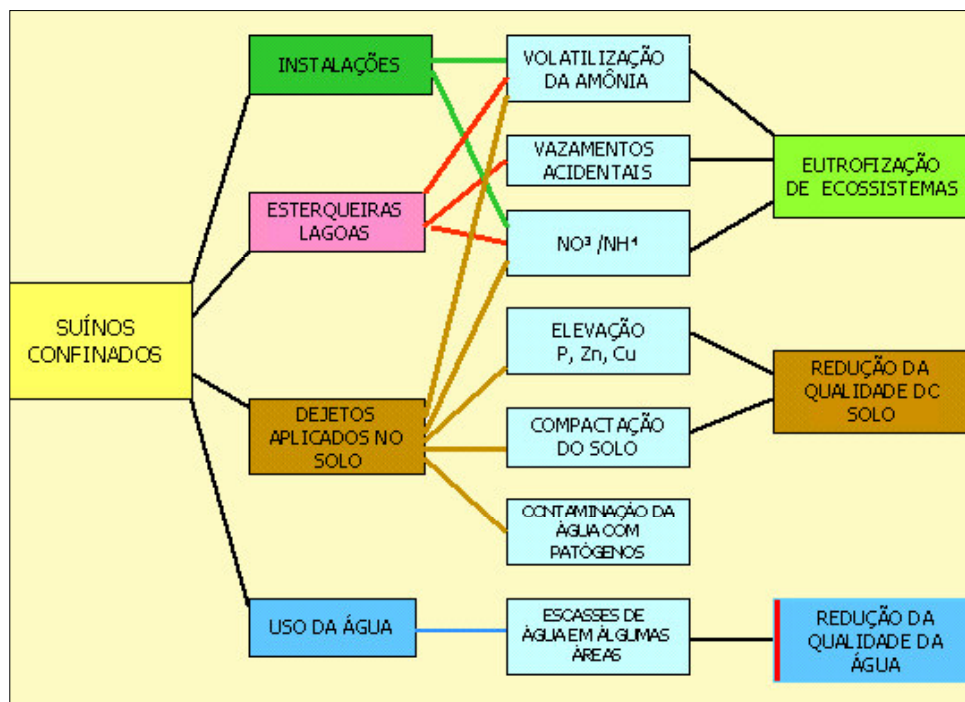 SUÍNOS
CONFINADOS
INSTALAÇÕES
ESTERQUEIRAS
LAGOAS
DEJETOS
APLICADOS NO
SOLO
USO DA ÁGUA
VOLATILIZAÇÃO
DA AMÔNIA
VAZAMENTOS
ACIDENTAIS
NO³ /NH⁴
ELEVAÇÃO
P, Zn, Cu
COMPACTAÇÃO
DO SOLO
CONTAMINAÇÃO DA
ÁGUA COM
PATÓGENOS
ESCASSES DE
ÁGUA EM ÁLGUMAS
ÁREAS
EUTROFIZAÇÃO
DE ECOSSISTEMAS
REDUÇÃO DA
QUALIDADE DC
SOLO
REDUÇÃO DA
QUALIDADE DA
ÁGUA